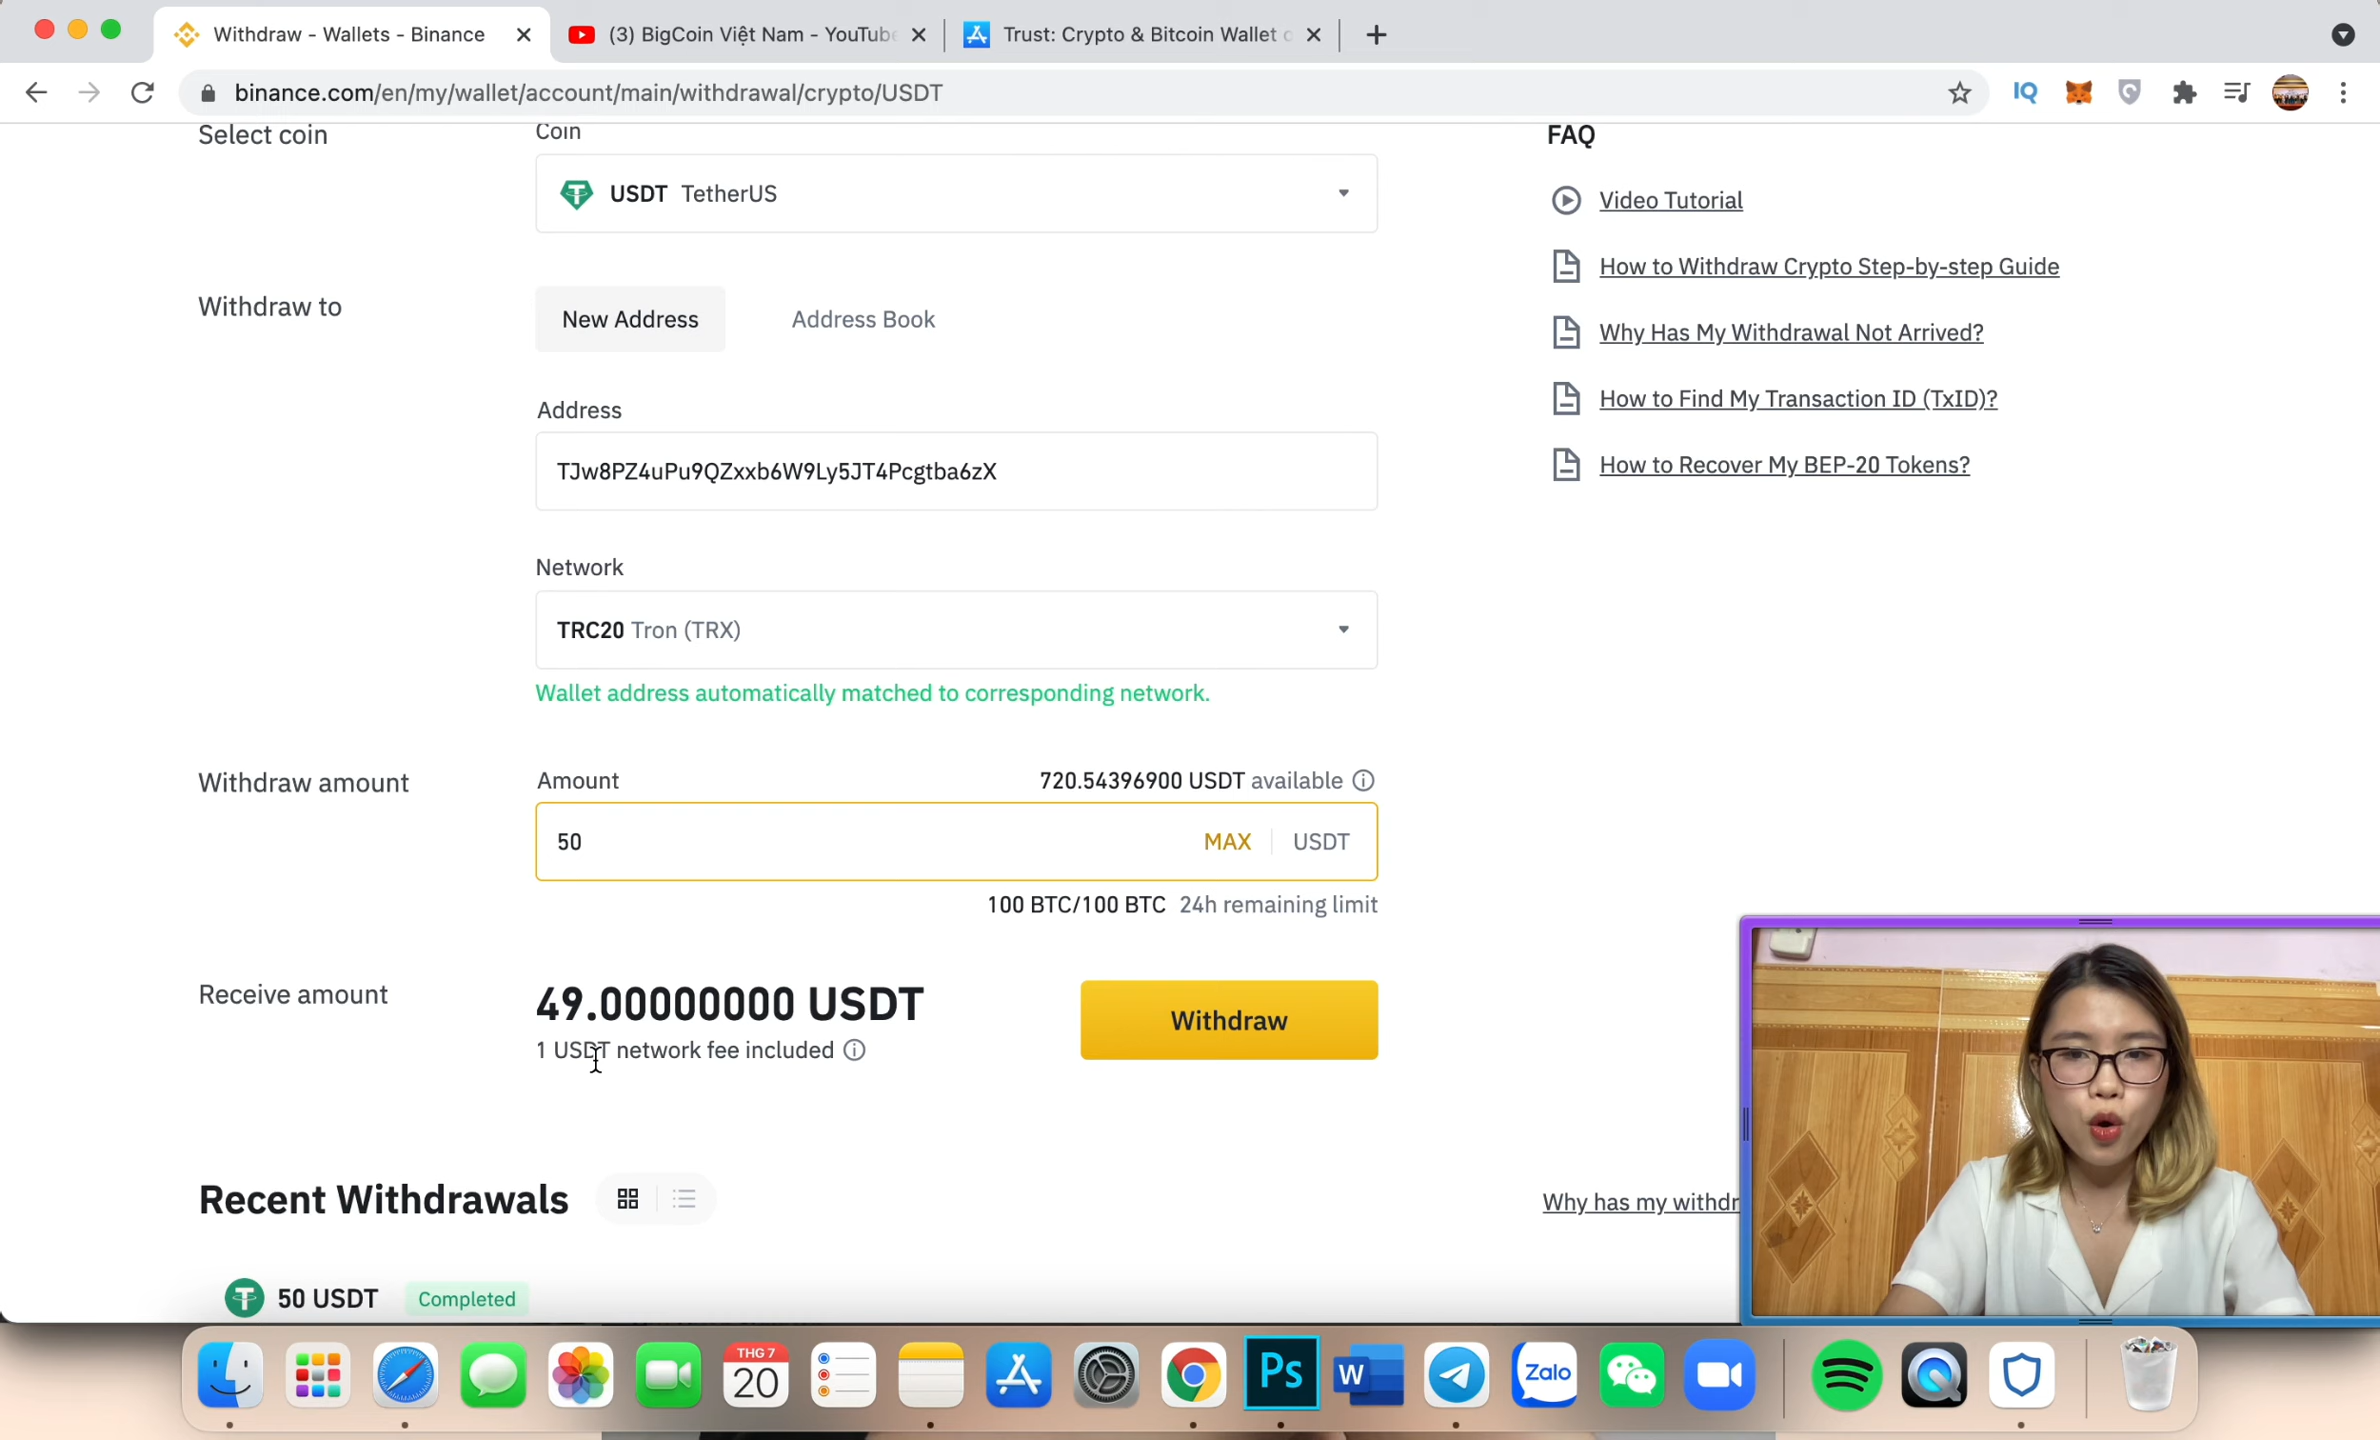 Withdraw - Wallets - Binance
(3) BigCoin Việt Nam - YouTube
Trust: Crypto & Bitcoin Wallet
binance.com/en/my/wallet/account/main/withdrawal/crypto/USDT
IQ
Select coin
Coin
USDT TetherUS
Withdraw to
New Address
Address Book
Address
TJw8PZ4uPu9QZxxb6W9Ly5JT4Pcgtba6zX
Network
TRC20 Tron (TRX)
Wallet address automatically matched to corresponding network.
Withdraw amount
Amount
720.54396900 USDT available
50
MAX
USDT
100 BTC/100 BTC 24h remaining limit
Receive amount
49.00000000 USDT
1 USDT network fee included
Withdraw
FAQ
Video Tutorial
How to Withdraw Crypto Step-by-step Guide
Why Has My Withdrawal Not Arrived?
How to Find My Transaction ID (TxID)?
How to Recover My BEP-20 Tokens?
Recent Withdrawals
Why has my withdr
50 USDT
Completed
THG 7
20
Ps
W
Zalo